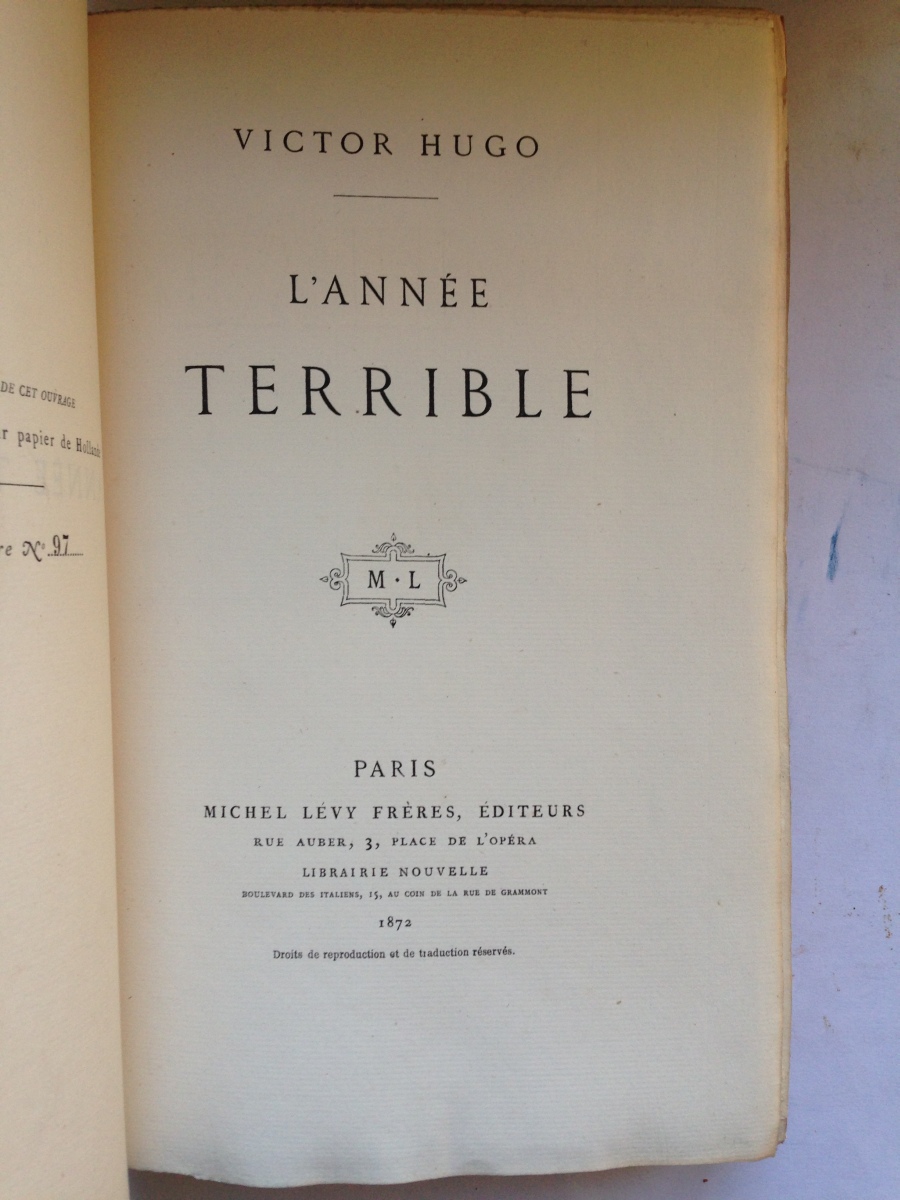 DE CET OUVRAGE
r papier de Hollande
re Nº 97
VICTOR HUGO
L'ANNÉE
TERRIBLE
M · L
PARIS
MICHEL LÉVY FRÈRES, ÉDITEURS
RUE AUBER, 3, PLACE DE L'OPÉRA
LIBRAIRIE NOUVELLE
BOULEVARD DES ITALIENS, 15, AU COIN DE LA RUE DE GRAMMONT
1872
Droits de reproduction et de traduction réservés.